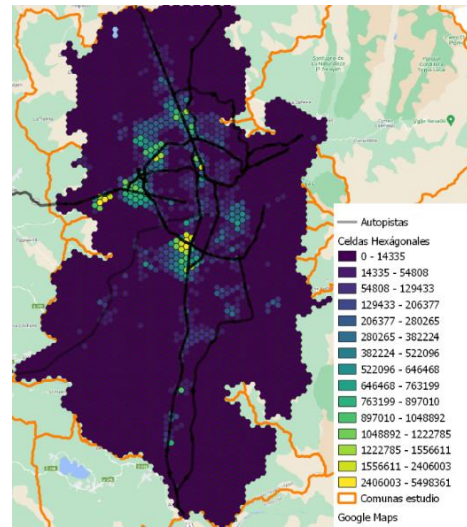 Autopistas
Celdas Hexágonales
0 - 14335
14335 - 54808
54808 - 129433
129433 - 206377
206377 - 280265
280265 - 382224
382224 - 522096
522096 - 646468
646468 - 763199
763199 - 897010
897010 - 1048892
1048892 - 1222785
1222785 - 1556611
1556611 - 2406003
2406003 - 5498361
Comunas estudio
Google Maps